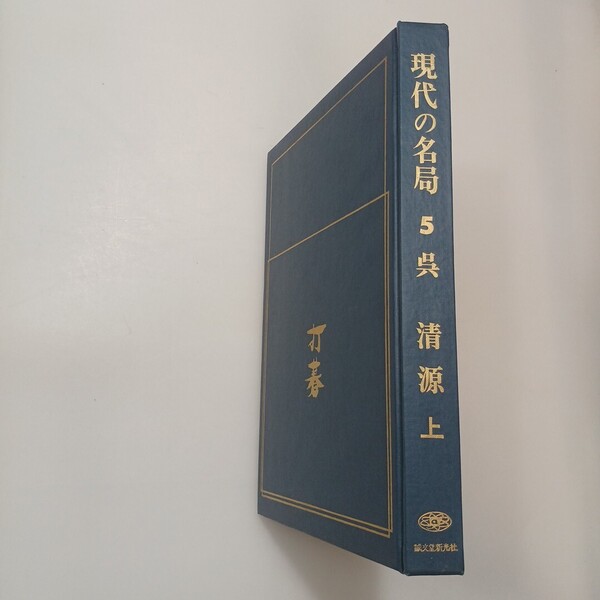 現代の名局 5 呉 清源 上
誠文堂新光社
打碁